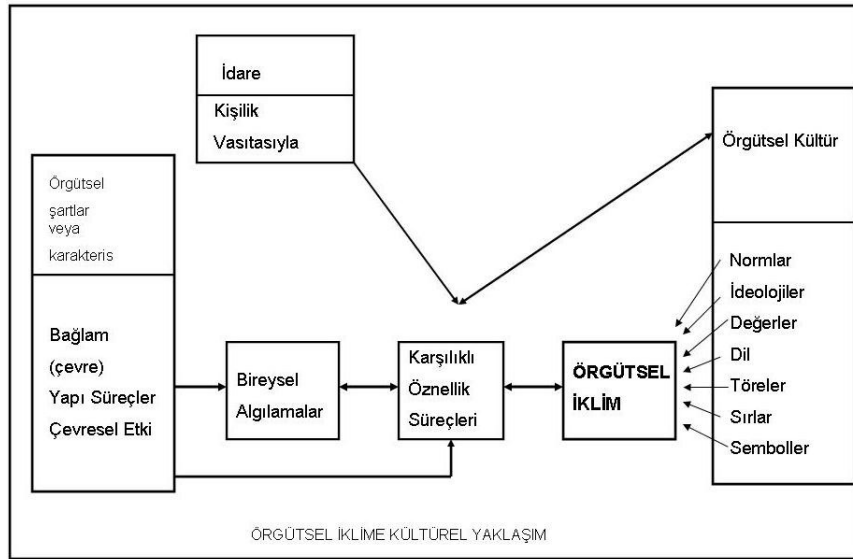 İdare
Kişilik
Vasıtasıyla
Örgütsel
şartlar
veya
karakteris
Bağlam
(çevre)
Yapı Süreçler
Çevresel Etki
Bireysel
Algılamalar
Karşılıklı
Öznellik
Süreçleri
ÖRGÜTSEL
İKLİM
Örgütsel Kültür
Normlar
İdeolojiler
Değerler
Dil
Töreler
Sırlar
Semboller
ÖRGÜTSEL İKLİME KÜLTÜREL YAKLAŞIM